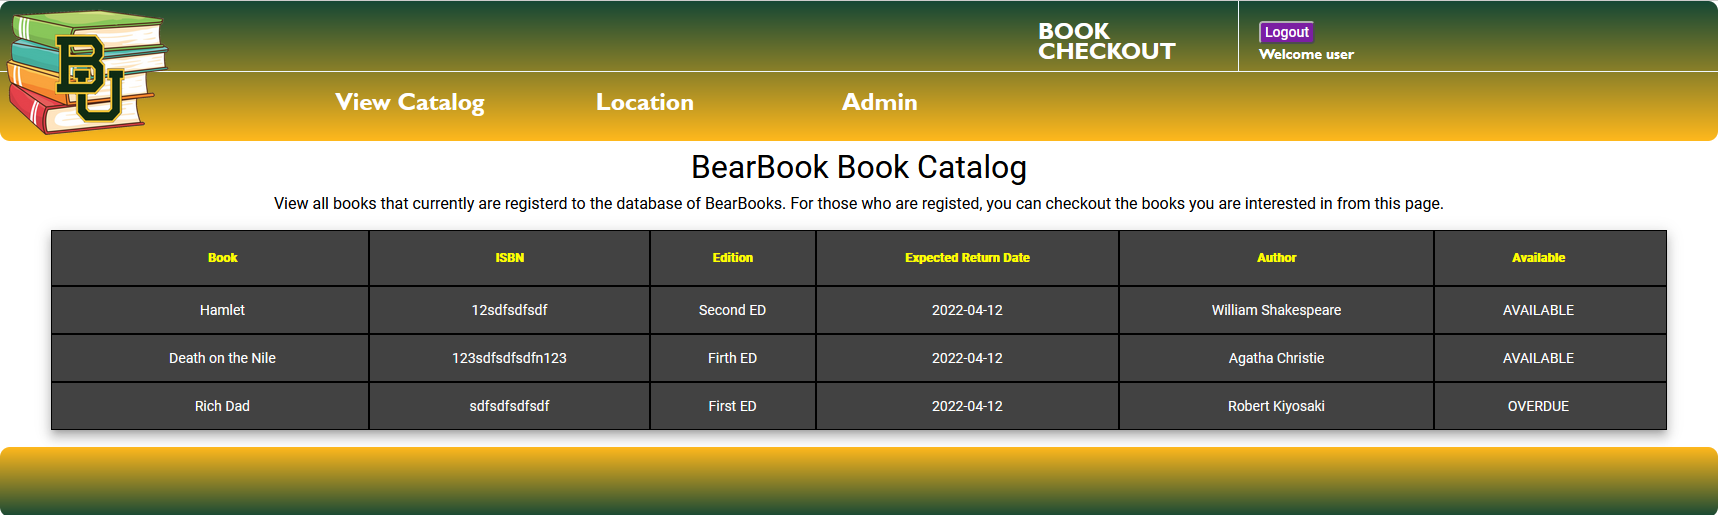 BU
BOOK
CHECKOUT
Logout
Welcome user
View Catalog Location Admin
BearBook Book Catalog
View all books that currently are registerd to the database of BearBooks. For those who are registed, you can checkout the books you are interested in from this page.
Book ISBN Edition Expected Return Date Author Available
Hamlet 12sdfsdfsdf Second ED 2022-04-12 William Shakespeare AVAILABLE
Death on the Nile 123sdfsdfsdfn123 Firth ED 2022-04-12 Agatha Christie AVAILABLE
Rich Dad sdfsdfsdfsdf First ED 2022-04-12 Robert Kiyosaki OVERDUE